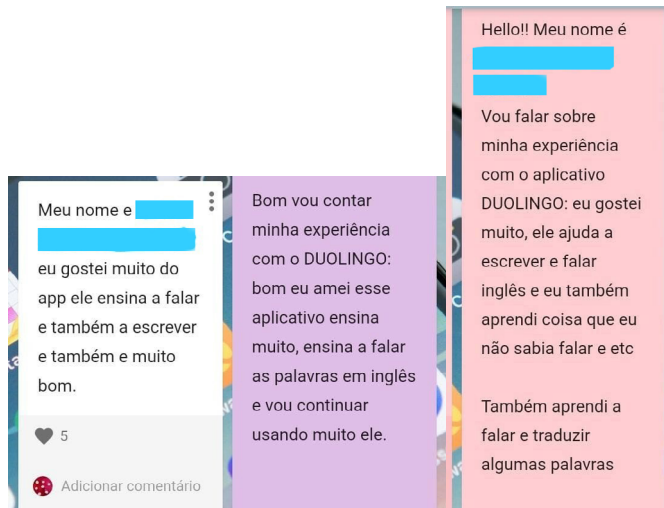 Meu nome e
eu gostei muito do
app ele ensina a falar
e também a escrever
e também e muito
bom.
5
Adicionar comentário
Bom vou contar
minha experiência
com o DUOLINGO:
bom eu amei esse
aplicativo ensina
muito, ensina a falar
as palavras em inglês
e vou continuar
usando muito ele.
Hello!! Meu nome é
Vou falar sobre
minha experiência
com o aplicativo
DUOLINGO: eu gostei
muito, ele ajuda a
escrever e falar
inglês e eu também
aprendi coisa que eu
não sabia falar e etc
Também aprendi a
falar e traduzir
algumas palavras